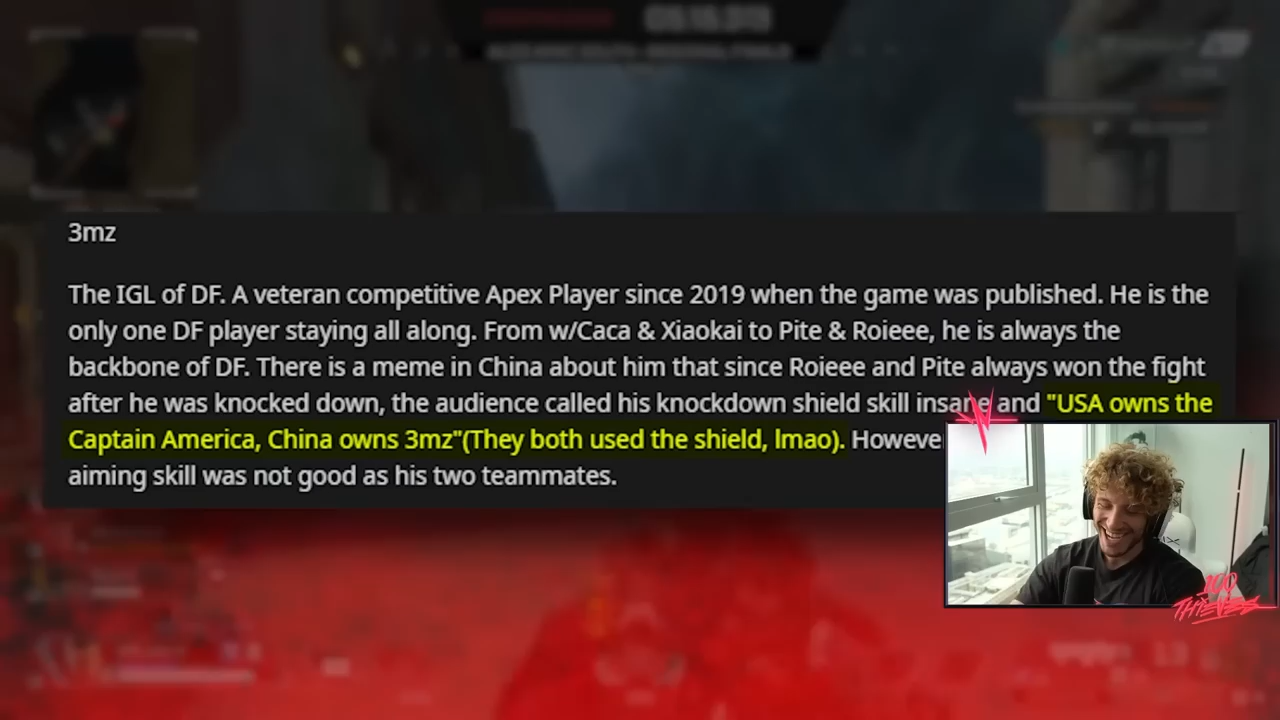 3mz
The IGL of DF. A veteran competitive Apex Player since 2019 when the game was published. He is the
only one DF player staying all along. From w/Caca & Xiaokai to Pite & Roieee, he is always the
backbone of DF. There is a meme in China about him that since Roieee and Pite always won the fight
after he was knocked down, the audience called his knockdown shield skill insane and "USA owns the
Captain America, China owns 3mz"(They both used the shield, lmao). Howeve
aiming skill was not good as his two teammates.
100
THIEVES